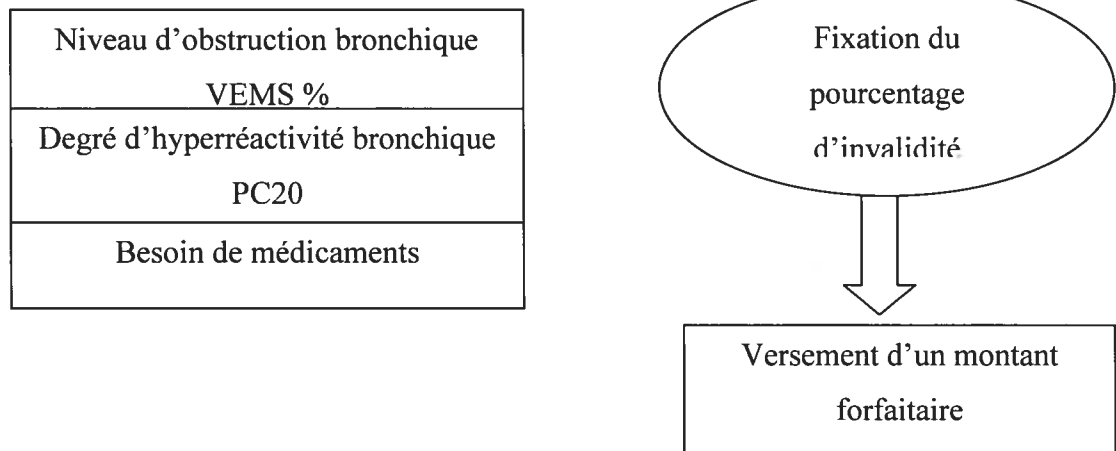 Niveau d'obstruction bronchique
VEMS %
Degré d'hyperréactivité bronchique
PC20
Besoin de médicaments
Fixation du
pourcentage
d'invalidité
Versement d'un montant
forfaitaire